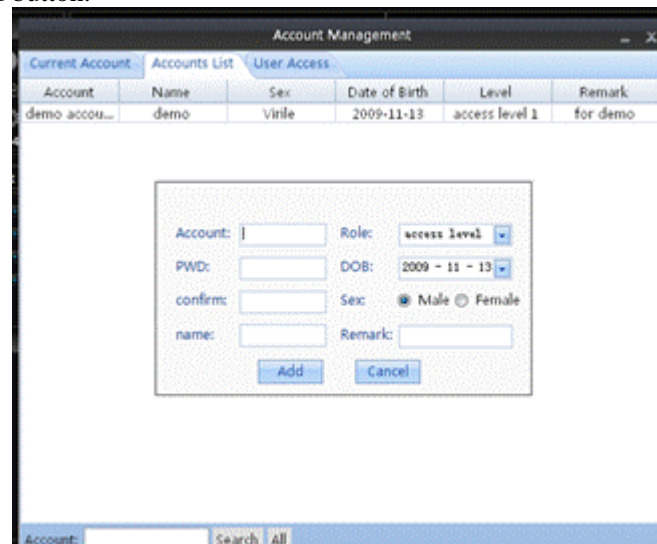 button.
Account Management
Current Account Accounts List User Access
Account Name Sex Date of Birth Level Remark
demo accou... demo Virile 2009-11-13 access level 1 for demo
Account: Role: access level
PWD: DOB: 2009 - 11 - 13
confirm: Sex: Male Female
name: Remark:
Add Cancel
Account: Search All